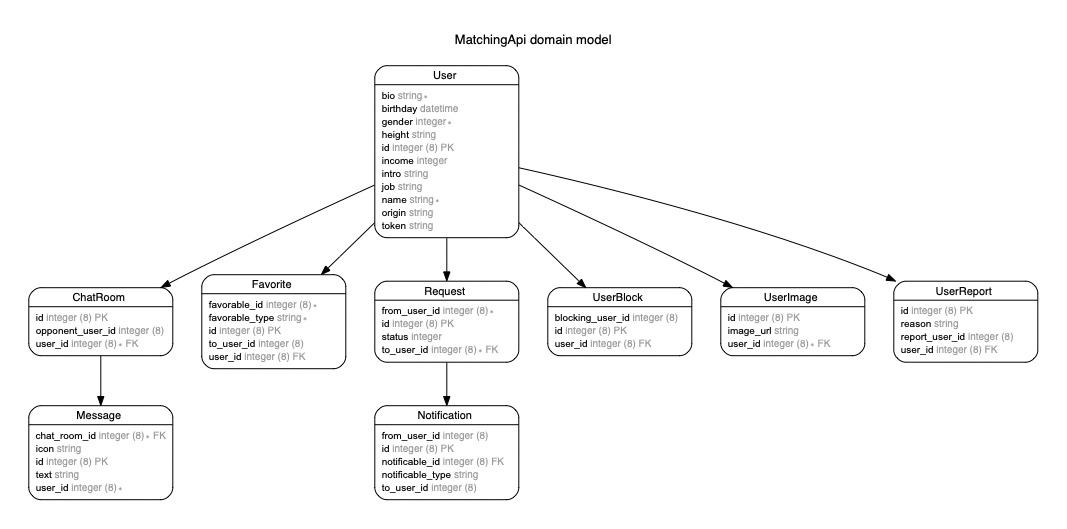 MatchingApi domain model
User
bio string *
birthday datetime
gender integer *
height string
id integer (8) PK
income integer
intro string
job string
name string *
origin string
token string
ChatRoom
id integer (8) PK
opponent_user_id integer (8)
user_id integer (8) * FK
Favorite
favorable_id integer (8) *
favorable_type string *
id integer (8) PK
to_user_id integer (8)
user_id integer (8) FK
Request
from_user_id integer (8) *
id integer (8) PK
status integer
to_user_id integer (8) * FK
UserBlock
blocking_user_id integer (8)
id integer (8) PK
user_id integer (8) FK
UserImage
id integer (8) PK
image_url string
user_id integer (8) * FK
UserReport
id integer (8) PK
reason string
report_user_id integer (8)
user_id integer (8) FK
Message
chat_room_id integer (8) * FK
icon string
id integer (8) PK
text string
user_id integer (8) *
Notification
from_user_id integer (8)
id integer (8) PK
notificable_id integer (8) FK
notificable_type string
to_user_id integer (8)